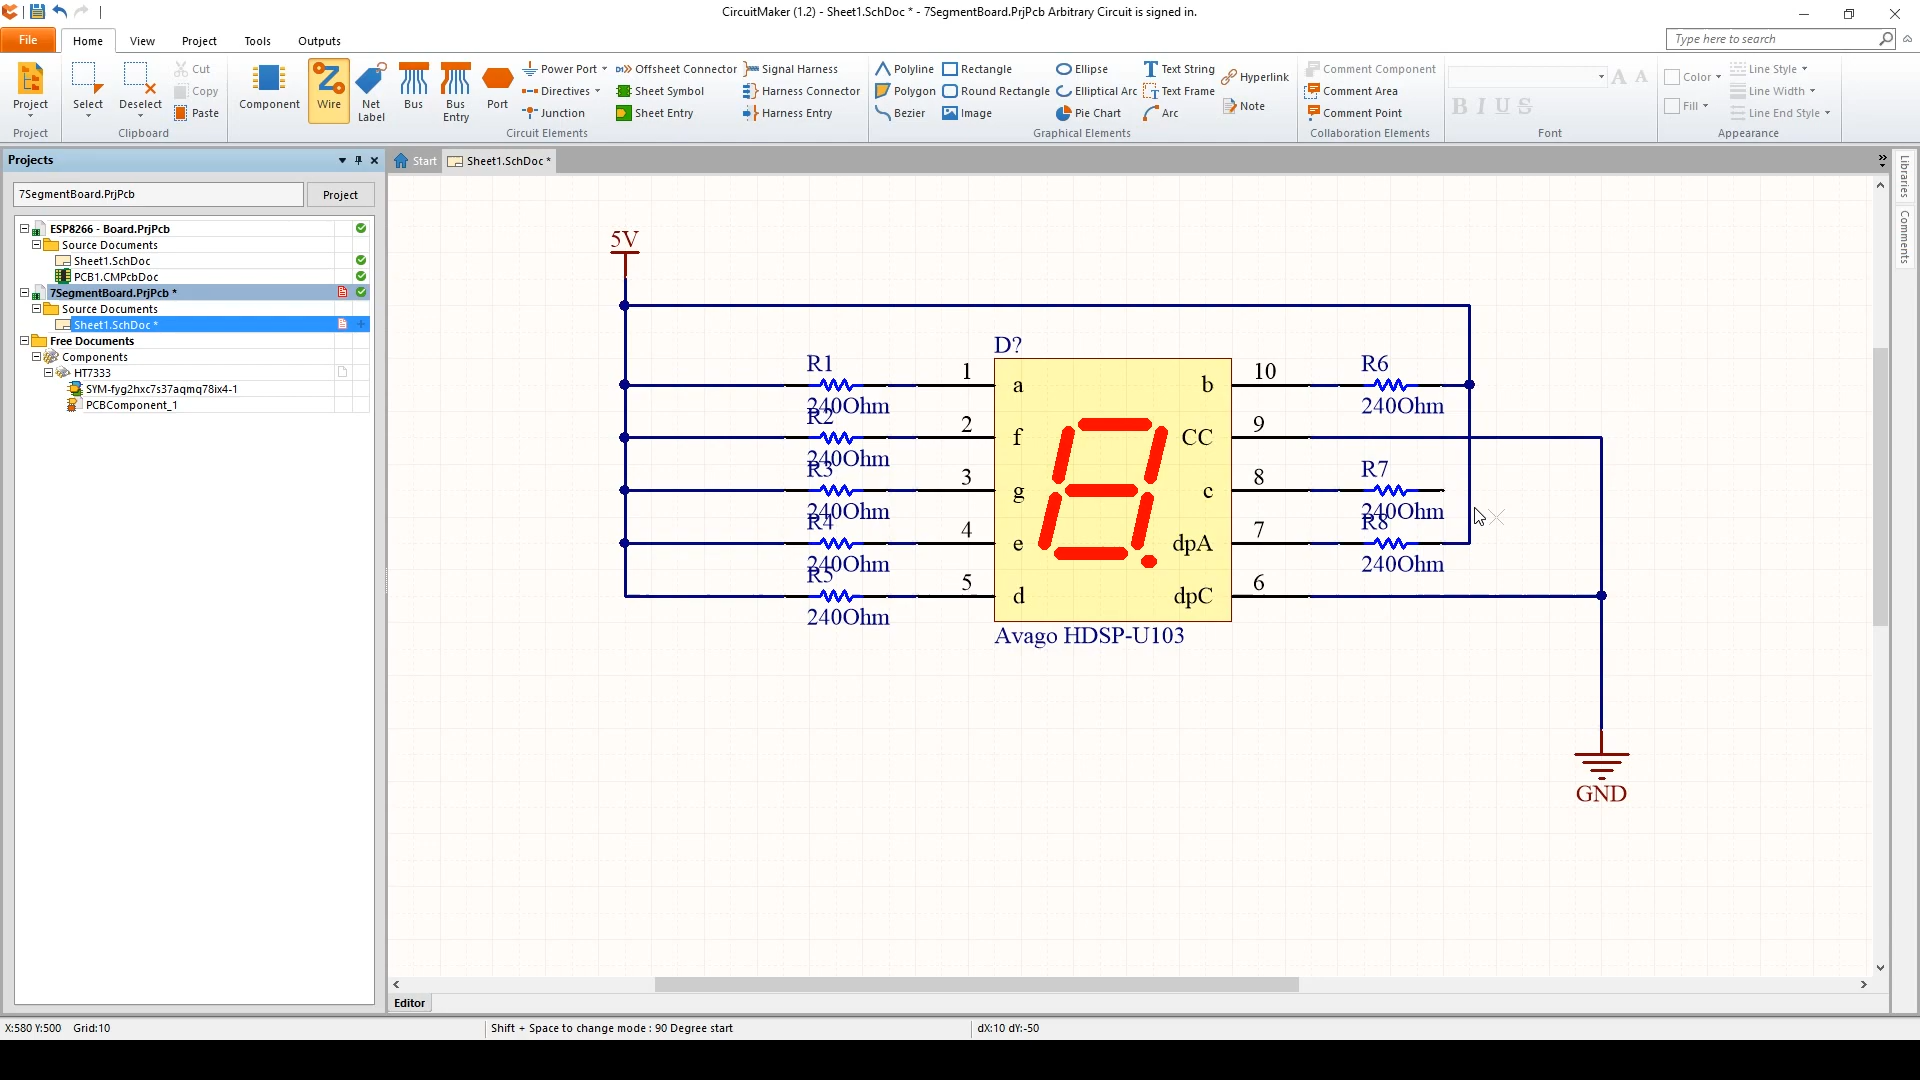 CircuitMaker (1.2) - Sheet1.SchDoc * - 7SegmentBoard.PrjPcb Arbitrary Circuit is signed in.
File Home View Project Tools Outputs Type here to search
Project Select Deselect Cut Copy Paste
Component Wire Net Label Bus Bus Entry Port
Power Port Offsheet Connector Signal Harness
Directives Sheet Symbol Harness Connector
Junction Sheet Entry Harness Entry
Polyline Rectangle Ellipse Text String Hyperlink
Polygon Round Rectangle Elliptical Arc Text Frame Note
Bezier Image Pie Chart Arc
Comment Component
Comment Area
Comment Point
B I U S A A
Color Line Style
Line Width
Fill Line End Style
Project Clipboard Circuit Elements Graphical Elements Collaboration Elements Font Appearance
Projects
Start Sheet1.SchDoc *
7SegmentBoard.PrjPcb Project
ESP8266 - Board.PrjPcb
Source Documents
Sheet1.SchDoc
PCB1.CMPcbDoc
7SegmentBoard.PrjPcb *
Source Documents
Sheet1.SchDoc *
Free Documents
Components
HT7333
SYM-fyg2hxc7s37aqmq78ix4-1
PCBComponent_1
Libraries
Comments
5V
D?
R1 1 a b 10 R6
240Ohm 240Ohm
R2 2 f CC 9
240Ohm
R3 3 g c 8 R7
240Ohm 240Ohm
R4 4 e dpA 7 R8
240Ohm 240Ohm
R5 5 d dpC 6
240Ohm
Avago HDSP-U103
GND
Editor
X:580 Y:500 Grid:10 Shift + Space to change mode : 90 Degree start dX:10 dY:-50